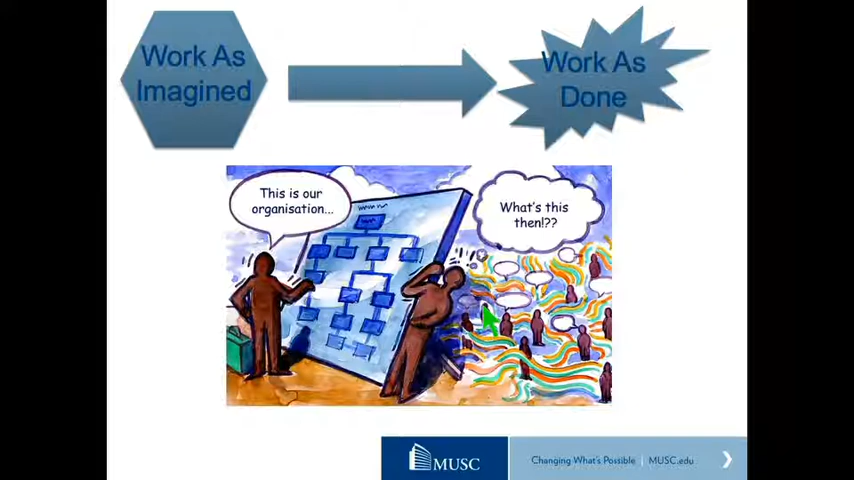 Work As
Imagined
Work As
Done
This is our
organisation...
What's this
then!??
MUSC
Changing What's Possible | MUSC.edu